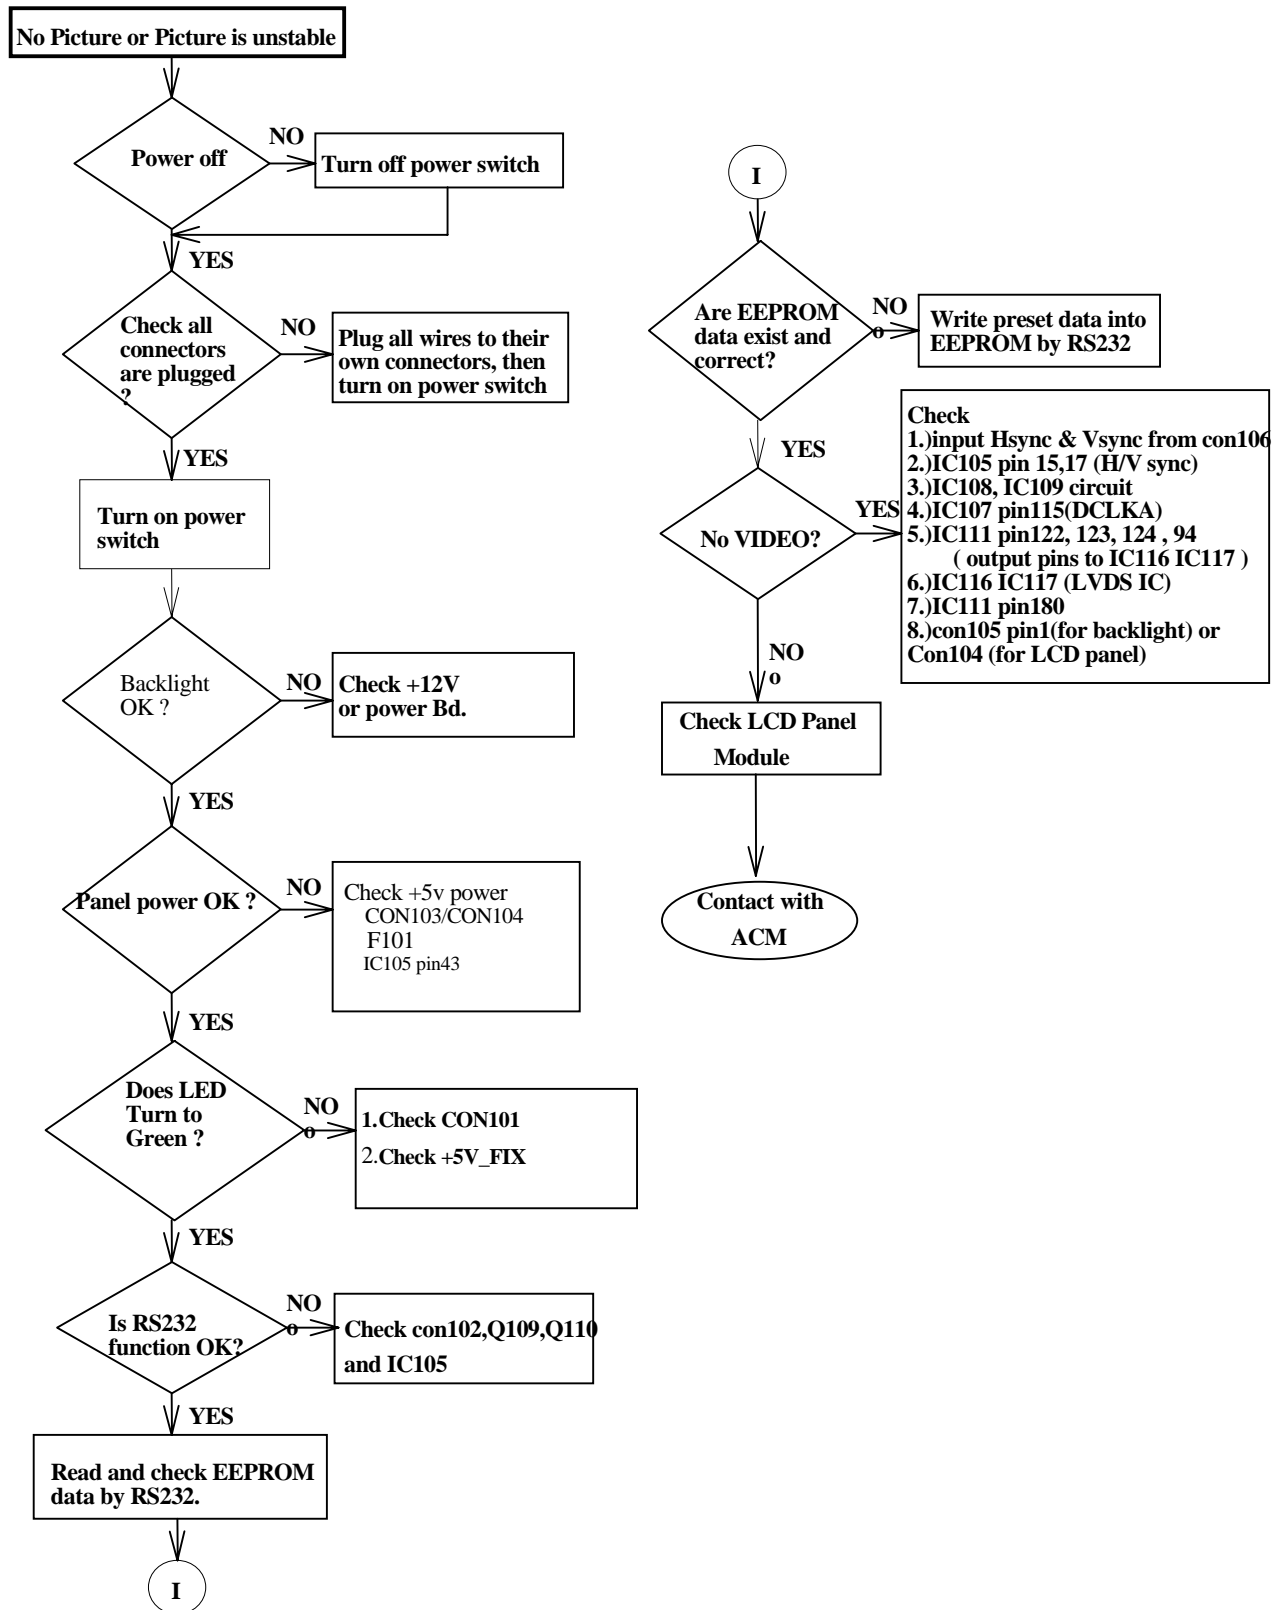 No Picture or Picture is unstable
Power off
NO
Turn off power switch
YES
Check all
connectors
are plugged
?
NO
Plug all wires to their
own connectors, then
turn on power switch
YES
Turn on power
switch
Backlight
OK ?
NO
Check +12V
or power Bd.
YES
Panel power OK ?
NO
Check +5v power
CON103/CON104
F101
IC105 pin43
YES
Does LED
Turn to
Green ?
NO
o
1.Check CON101
2.Check +5V_FIX
YES
Is RS232
function OK?
NO
o
Check con102,Q109,Q110
and IC105
YES
Read and check EEPROM
data by RS232.
I
I
Are EEPROM
data exist and
correct?
NO
o
Write preset data into
EEPROM by RS232
YES
No VIDEO?
YES
Check
1.)input Hsync & Vsync from con106
2.)IC105 pin 15,17 (H/V sync)
3.)IC108, IC109 circuit
4.)IC107 pin115(DCLKA)
5.)IC111 pin122, 123, 124 , 94
( output pins to IC116 IC117 )
6.)IC116 IC117 (LVDS IC)
7.)IC111 pin180
8.)con105 pin1(for backlight) or
Con104 (for LCD panel)
NO
o
Check LCD Panel
Module
Contact with
ACM